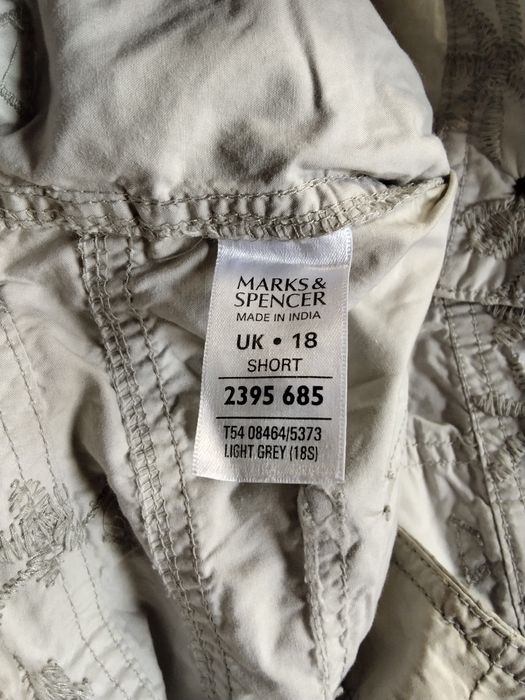 MARKS &
SPENCER
MADE IN INDIA
UK • 18
SHORT
2395 685
T54 08464/5373
LIGHT GREY (18S)